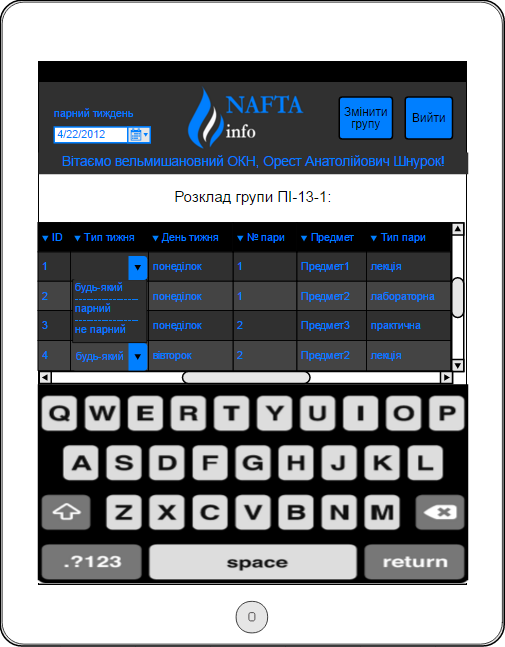 NAFTA
info
парний тиждень
4/22/2012
Змінити
групу
Вийти
Вітаємо вельмишановний ОКН, Орест Анатолійович Шнурок!
Розклад групи ПІ-13-1:
ID Тип тижня День тижня № пари Предмет Тип пари
1 понеділок 1 Предмет1 лекція
будь-який
2 понеділок 1 Предмет2 лабораторна
парний
3 не парний понеділок 2 Предмет3 практична
4 будь-який вівторок 2 Предмет2 лекція
Q W E R T Y U I O P
A S D F G H J K L
Z X C V B N M
.?123 space return
0